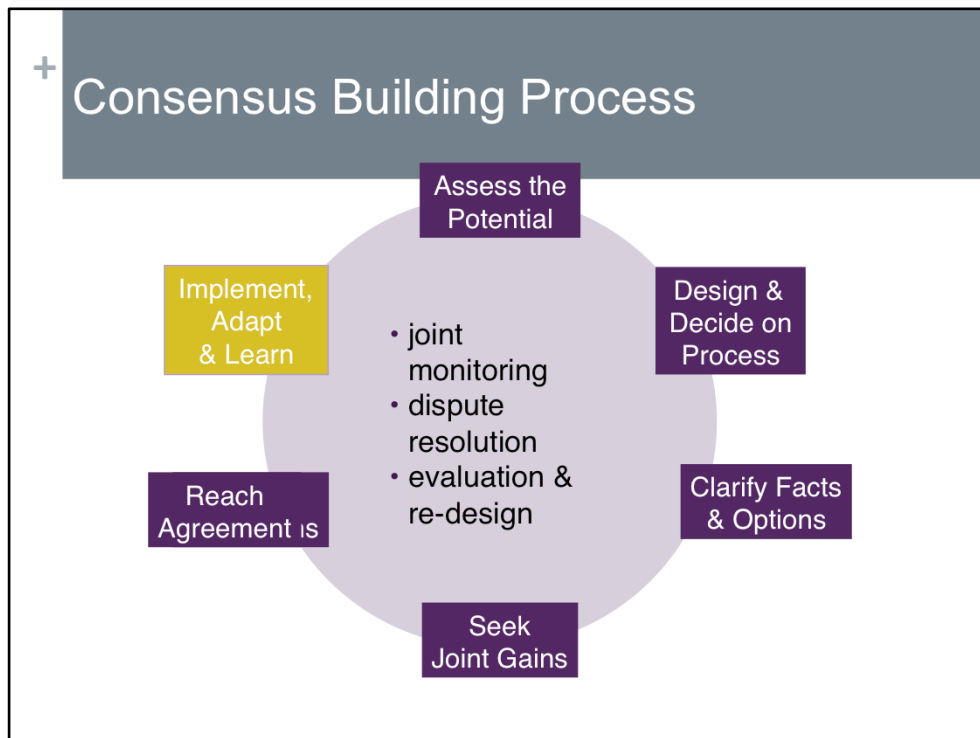 +
Consensus Building Process
Assess the
Potential
Design &
Decide on
Process
Clarify Facts
& Options
Seek
Joint Gains
Reach
Agreement
Implement,
Adapt
& Learn
• joint
monitoring
• dispute
resolution
• evaluation &
re-design